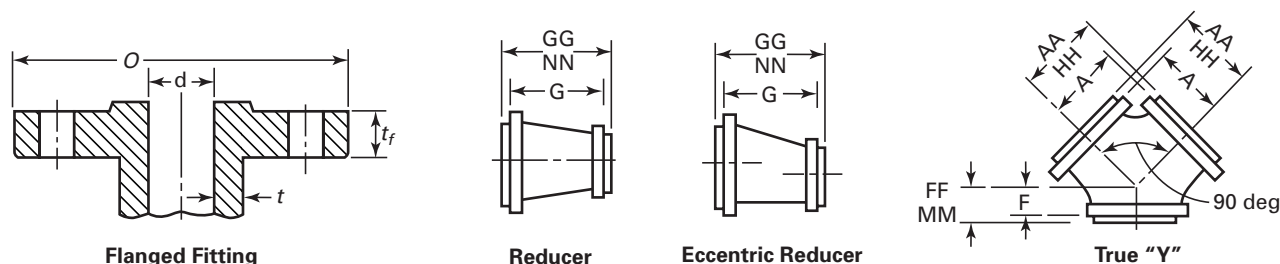 O
d
t_f
t
Flanged Fitting
GG
NN
G
Reducer
GG
NN
G
Eccentric Reducer
AA
HH
A
AA
HH
A
FF
MM
F
90 deg
True “Y”